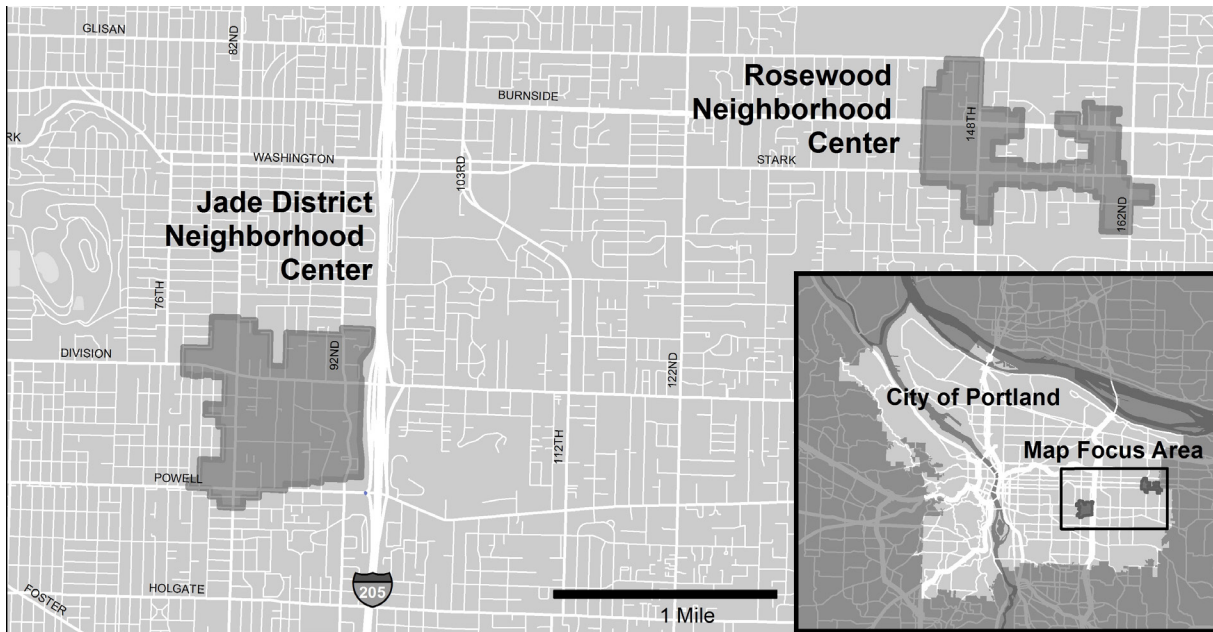 GLISAN
82ND
BURNSIDE
Rosewood
Neighborhood
Center
148TH
RK
WASHINGTON
103RD
STARK
162ND
Jade District
Neighborhood
Center
76TH
DIVISION
92ND
122ND
112TH
POWELL
HOLGATE
FOSTER
205
1 Mile
City of Portland
Map Focus Area